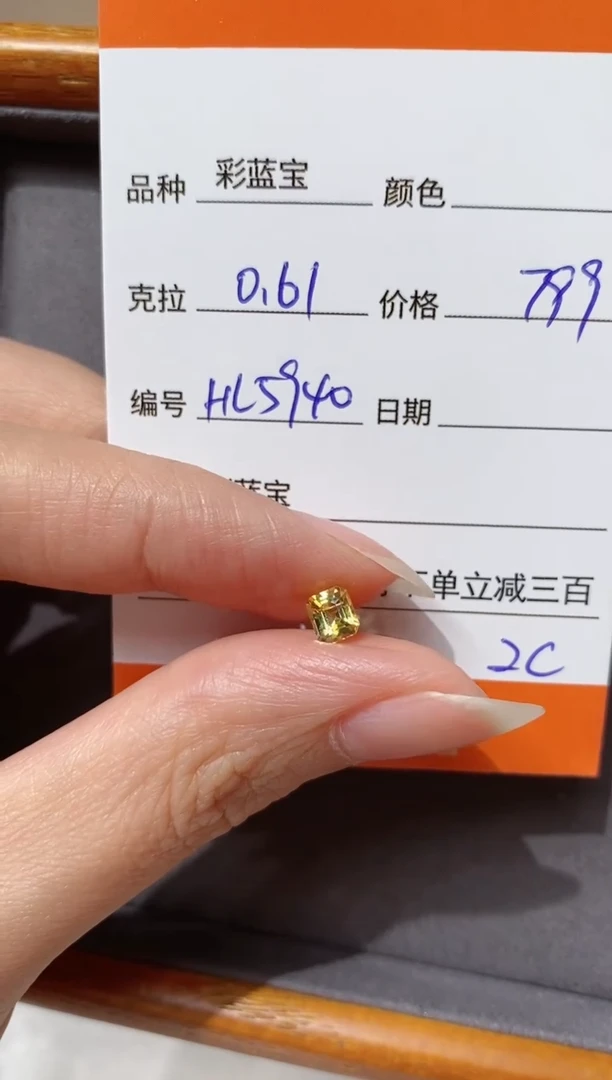 品种 彩蓝宝 颜色
克拉 0.61 价格 799
编号 HL5940 日期
蓝宝
单立减三百
2C